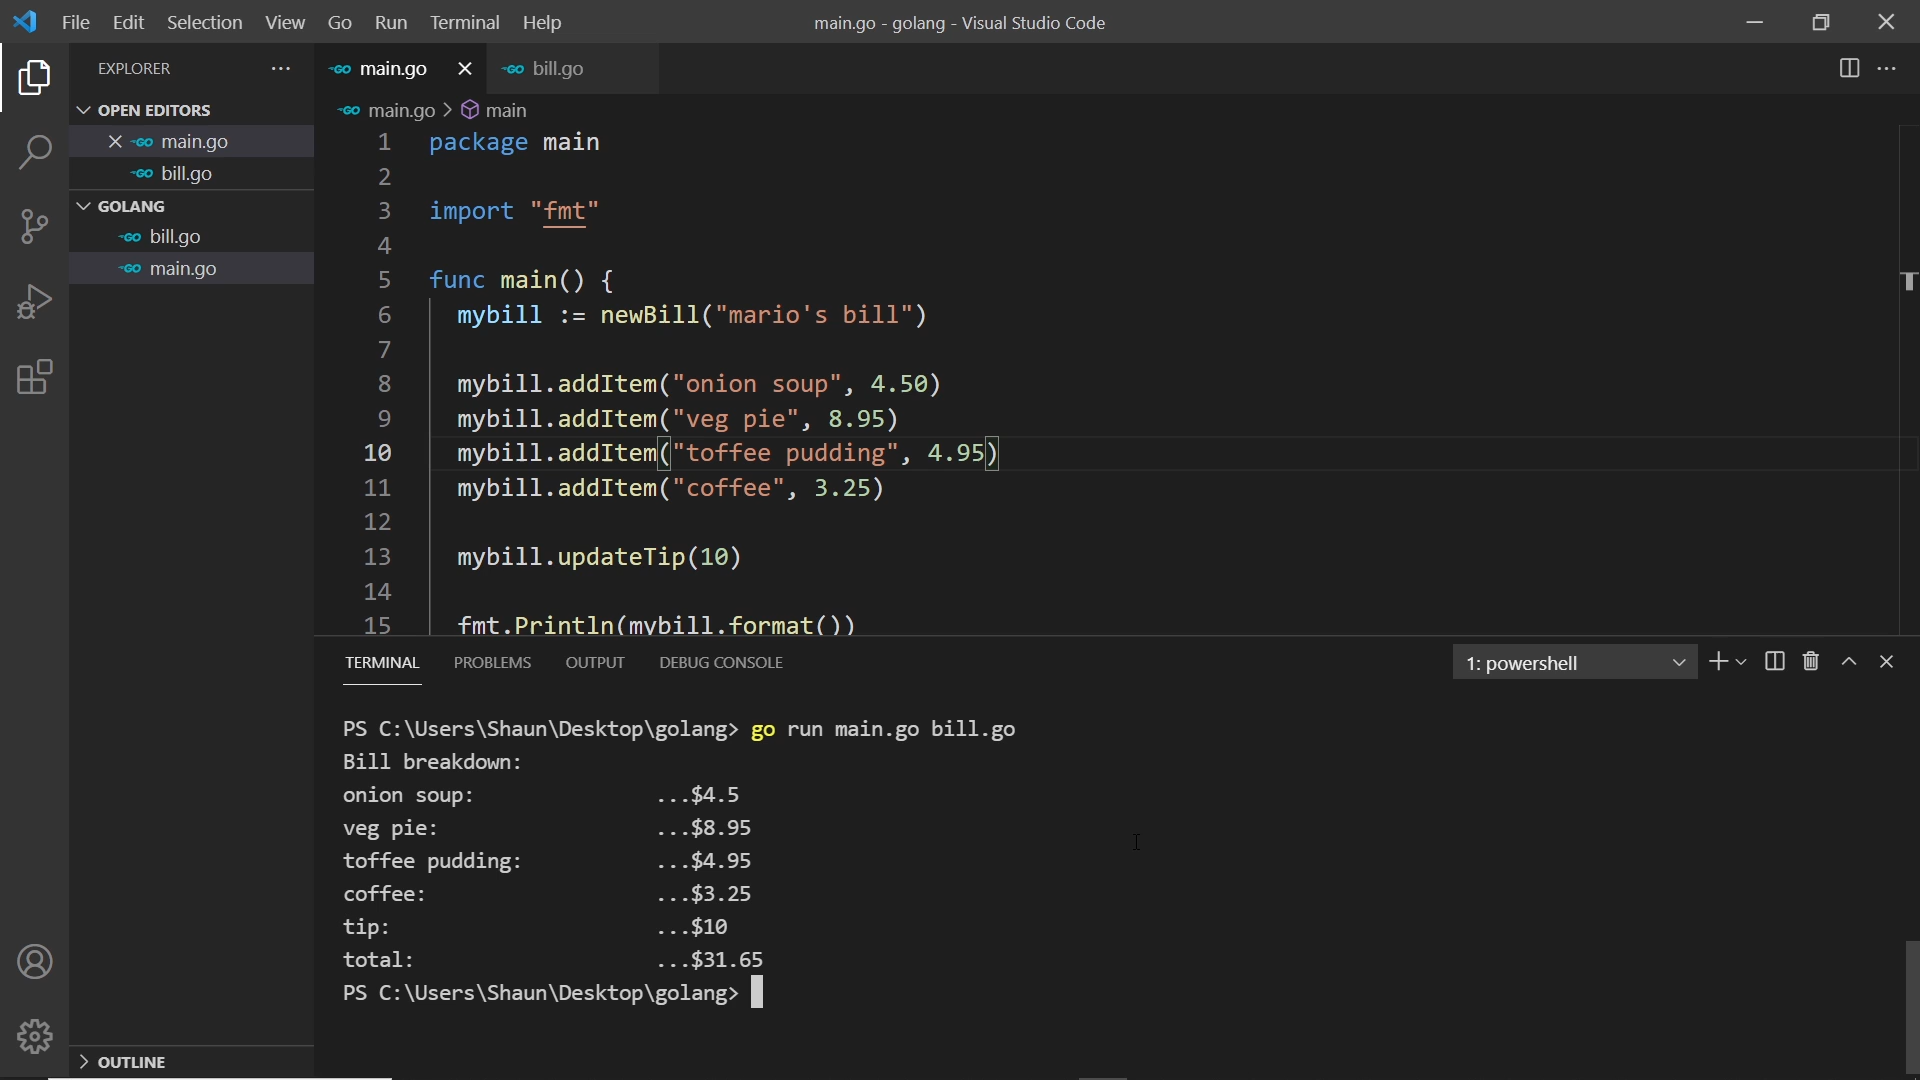 File Edit Selection View Go Run Terminal Help
main.go - golang - Visual Studio Code
EXPLORER
OPEN EDITORS
GO main.go
GO bill.go
GOLANG
GO bill.go
GO main.go
OUTLINE
GO main.go GO bill.go
GO main.go > main
1 package main
2
3 import "fmt"
4
5 func main() {
6 mybill := newBill("mario's bill")
7
8 mybill.addItem("onion soup", 4.50)
9 mybill.addItem("veg pie", 8.95)
10 mybill.addItem("toffee pudding", 4.95)
11 mybill.addItem("coffee", 3.25)
12
13 mybill.updateTip(10)
14
15 fmt.Println(mybill.format())
TERMINAL PROBLEMS OUTPUT DEBUG CONSOLE
1: powershell
PS C:\Users\Shaun\Desktop\golang> go run main.go bill.go
Bill breakdown:
onion soup: ...$4.5
veg pie: ...$8.95
toffee pudding: ...$4.95
coffee: ...$3.25
tip: ...$10
total: ...$31.65
PS C:\Users\Shaun\Desktop\golang>